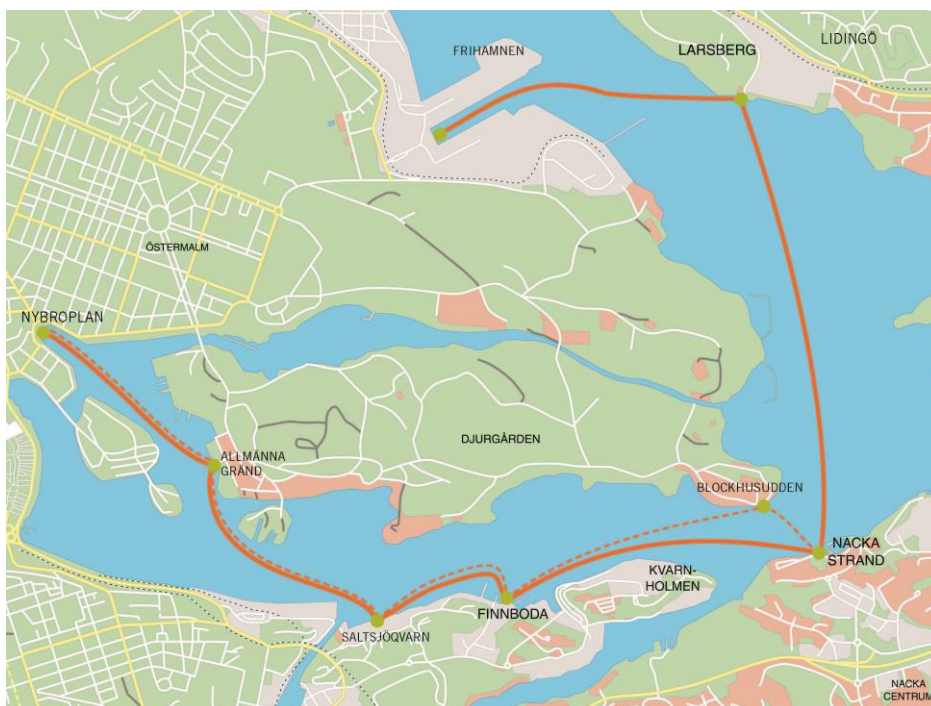 FRIHAMNEN
LARSBERG
LIDINGÖ
ÖSTERMALM
NYBROPLAN
ALLMÄNNA
GRÄND
DJURGÅRDEN
BLOCKHUSUDDEN
NACKA
STRAND
KVARN-
HOLMEN
FINNBODA
SALTSJÖQVARN
NACKA
CENTRUM